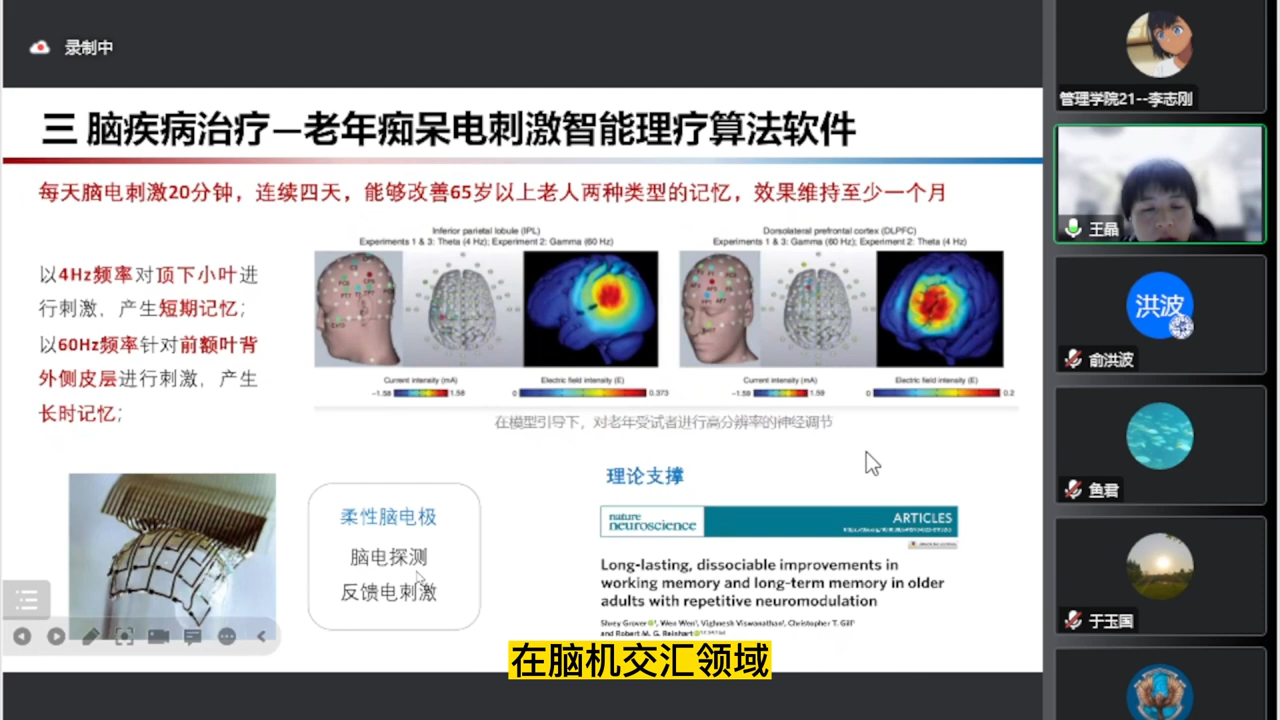 录制中
三 脑疾病治疗—老年痴呆电刺激智能理疗算法软件
每天脑电刺激20分钟，连续四天，能够改善65岁以上老人两种类型的记忆，效果维持至少一个月
以4Hz频率对顶下小叶进
行刺激，产生短期记忆；
以60Hz频率针对前额叶背
外侧皮层进行刺激，产生
长时记忆；
Inferior parietal lobule (IPL)
Experiments 1 & 3: Theta (4 Hz); Experiment 2: Gamma (60 Hz)
Current intensity (mA)
−1.58 1.58
Electric field intensity (E)
0 0.373
Dorsolateral prefrontal cortex (DLPFC)
Experiments 1 & 3: Gamma (60 Hz); Experiment 2: Theta (4 Hz)
Current intensity (mA)
−1.59 1.59
Electric field intensity (E)
0 0.2
在模型引导下，对老年受试者进行高分辨率的神经调节
柔性脑电极
脑电探测
反馈电刺激
理论支撑
nature
neuroscience
ARTICLES
Long-lasting, dissociable improvements in
working memory and long-term memory in older
adults with repetitive neuromodulation
Shrey Grover, Wen Wen, Vighnesh Viswanathan, Christopher T. Gill
and Robert M. G. Reinhart
在脑机交汇领域
管理学院21--李志刚
王晶
洪波
俞洪波
鱼君
于玉国